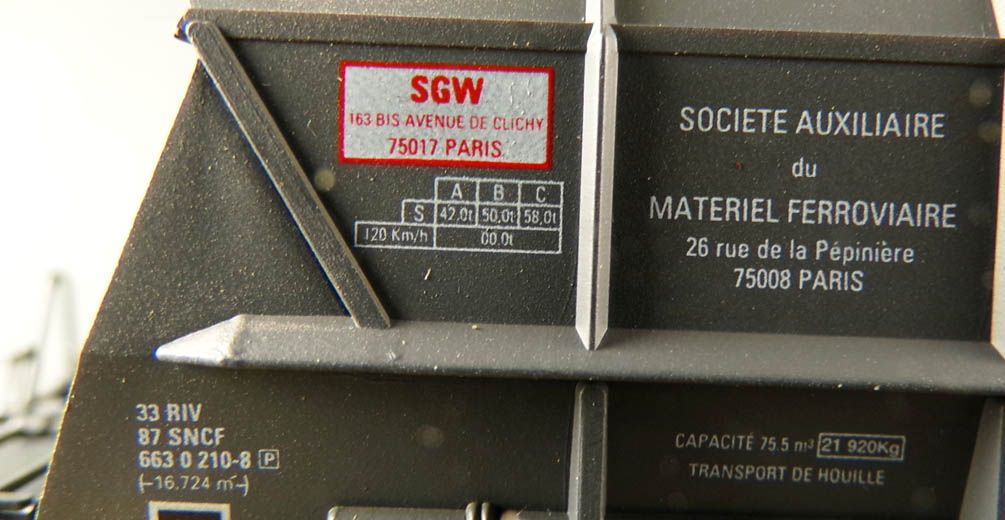 SGW
163 BIS AVENUE DE CLICHY
75017 PARIS
A B C
S 42.0t 50.0t 58.0t
120 Km/h 00.0t
SOCIETE AUXILIAIRE
du
MATERIEL FERROVIAIRE
26 rue de la Pépinière
75008 PARIS
33 RIV
87 SNCF
663 0 210-8 P
(-16.724 m-)
CAPACITÉ 75.5 m³ 21 920Kg
TRANSPORT DE HOUILLE